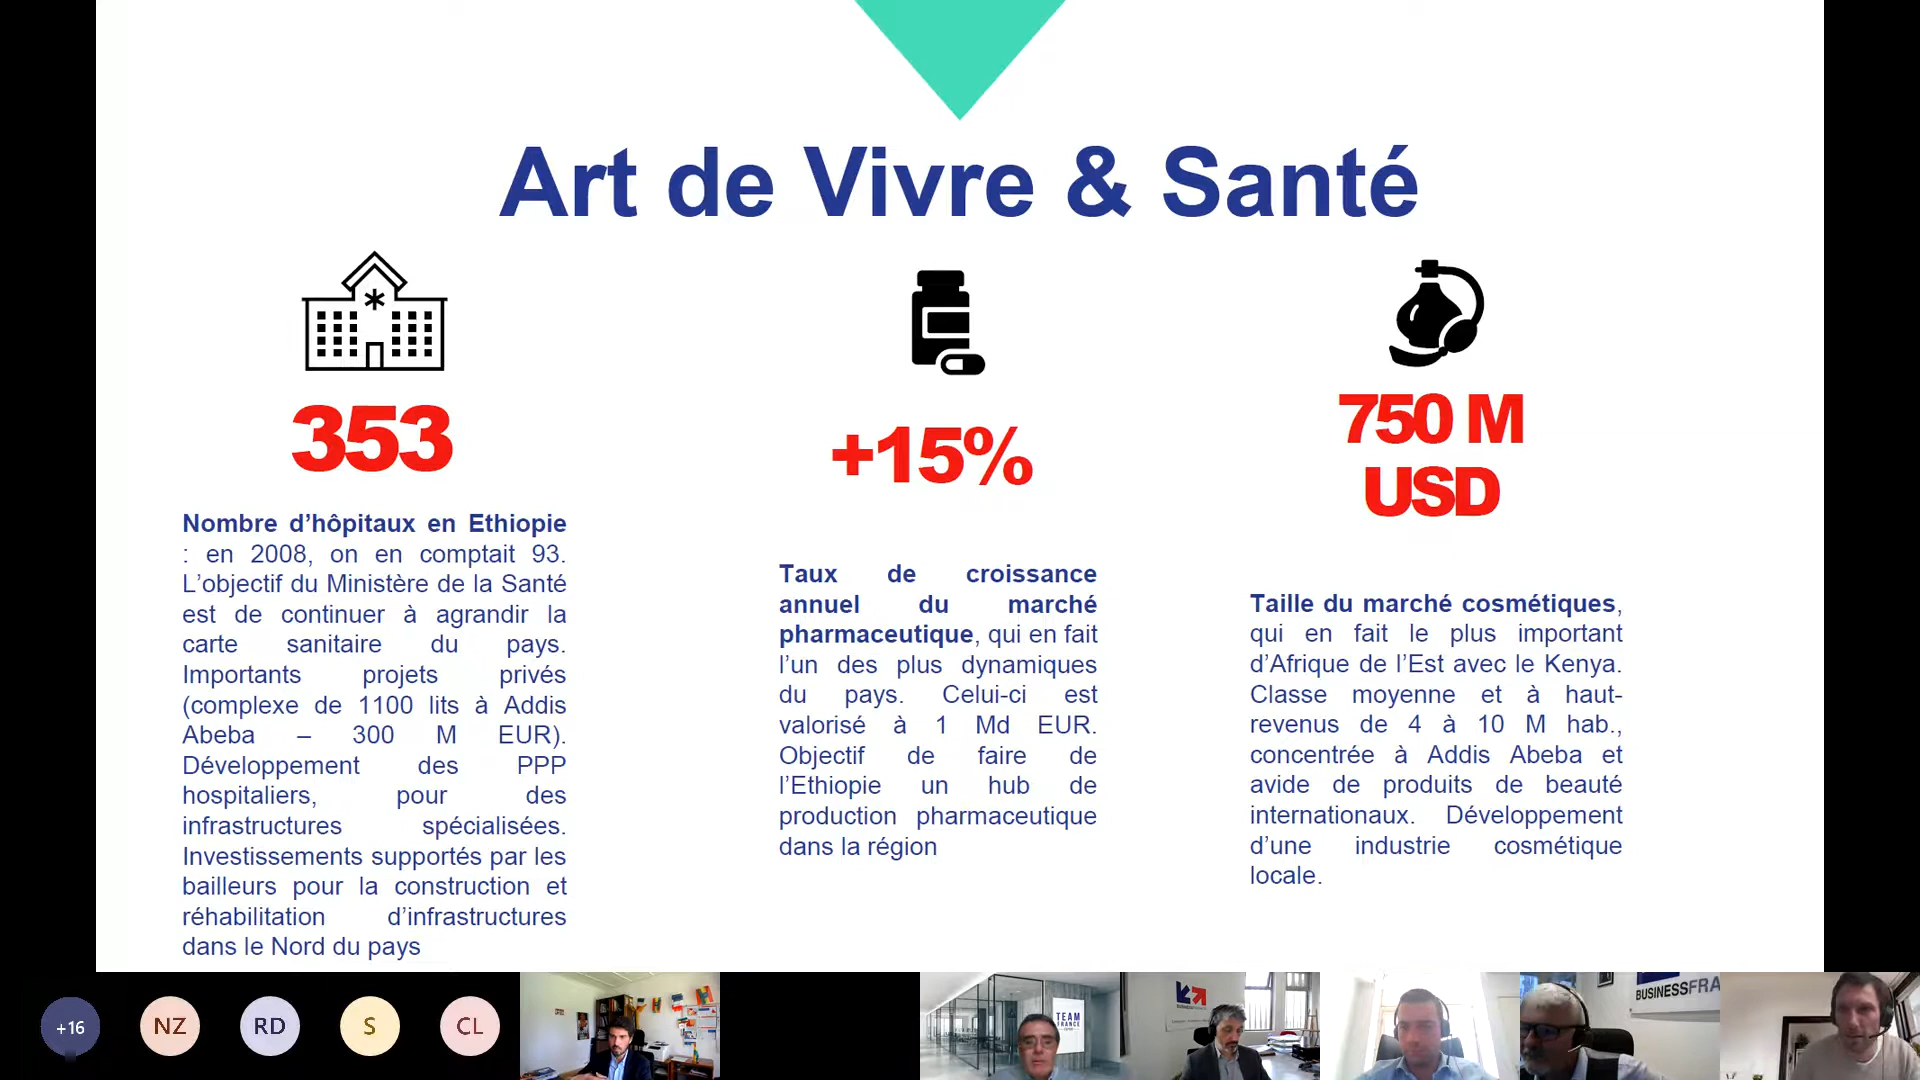 Art de Vivre & Santé
353
Nombre d’hôpitaux en Ethiopie
: en 2008, on en comptait 93.
L’objectif du Ministère de la Santé
est de continuer à agrandir la
carte sanitaire du pays.
Importants projets privés
(complexe de 1100 lits à Addis
Abeba – 300 M EUR).
Développement des PPP
hospitaliers, pour des
infrastructures spécialisées.
Investissements supportés par les
bailleurs pour la construction et
réhabilitation d’infrastructures
dans le Nord du pays
+15%
Taux de croissance
annuel du marché
pharmaceutique, qui en fait
l’un des plus dynamiques
du pays. Celui-ci est
valorisé à 1 Md EUR.
Objectif de faire de
l’Ethiopie un hub de
production pharmaceutique
dans la région
750 M
USD
Taille du marché cosmétiques,
qui en fait le plus important
d’Afrique de l’Est avec le Kenya.
Classe moyenne et à haut-
revenus de 4 à 10 M hab.,
concentrée à Addis Abeba et
avide de produits de beauté
internationaux. Développement
d’une industrie cosmétique
locale.
+16
NZ
RD
S
CL
TEAM
FRANCE
BUSINESSFRA